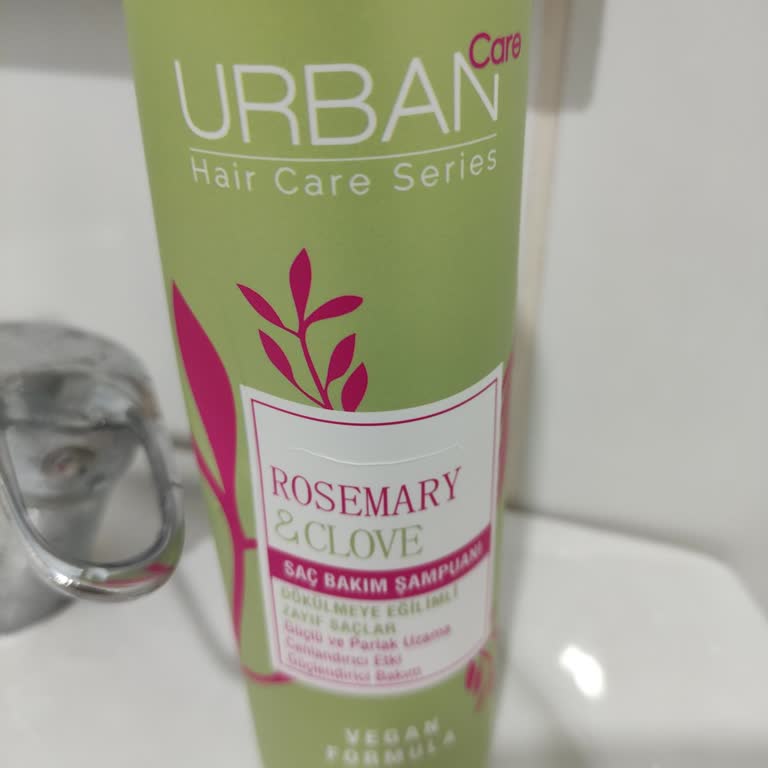 URBAN Care
Hair Care Series
ROSEMARY
& CLOVE
SAÇ BAKIM ŞAMPUANI
DÖKÜLMEYE EĞİLİMLİ
ZAYIF SAÇLAR
Güçlü ve Parlak Uzama
Canlandırıcı Etki
Güçlendirici Bakım
VEGAN
FORMULA